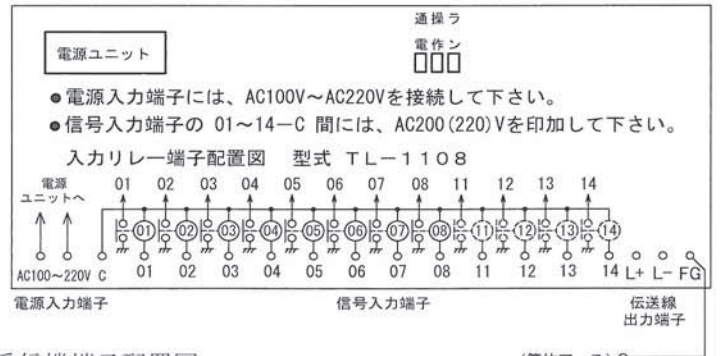 通操ラ
電作ン
電源ユニット
●電源入力端子には、AC100V～AC220Vを接続して下さい。
●信号入力端子の 01～14－C 間には、AC200(220)Vを印加して下さい。
入力リレー端子配置図 型式 TL－1108
電源
ユニットへ
01 02 03 04 05 06 07 08 11 12 13 14
01 02 03 04 05 06 07 08 11 12 13 14
AC100～220V C 01 02 03 04 05 06 07 08 11 12 13 14 L+ L- FG
電源入力端子 信号入力端子 伝送線
出力端子